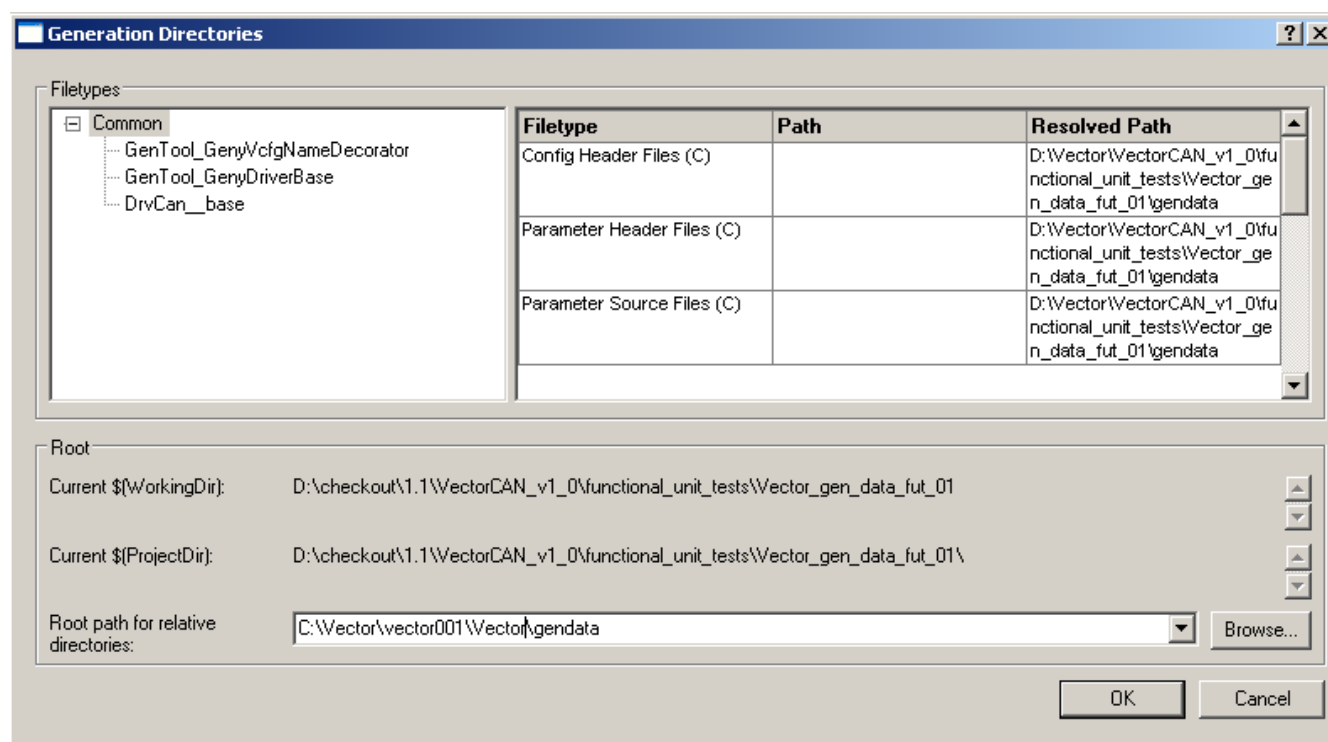 Generation Directories
Filetypes
Common
GenTool_GenyVcfgNameDecorator
GenTool_GenyDriverBase
DrvCan__base
Filetype Path Resolved Path
Config Header Files (C) D:\Vector\VectorCAN_v1_0\fu
nctional_unit_tests\Vector_ge
n_data_fut_01\gendata
Parameter Header Files (C) D:\Vector\VectorCAN_v1_0\fu
nctional_unit_tests\Vector_ge
n_data_fut_01\gendata
Parameter Source Files (C) D:\Vector\VectorCAN_v1_0\fu
nctional_unit_tests\Vector_ge
n_data_fut_01\gendata
Root
Current $(WorkingDir): D:\checkout\1.1\VectorCAN_v1_0\functional_unit_tests\Vector_gen_data_fut_01
Current $(ProjectDir): D:\checkout\1.1\VectorCAN_v1_0\functional_unit_tests\Vector_gen_data_fut_01\
Root path for relative
directories: C:\Vector\vector001\Vector\gendata Browse...
OK Cancel